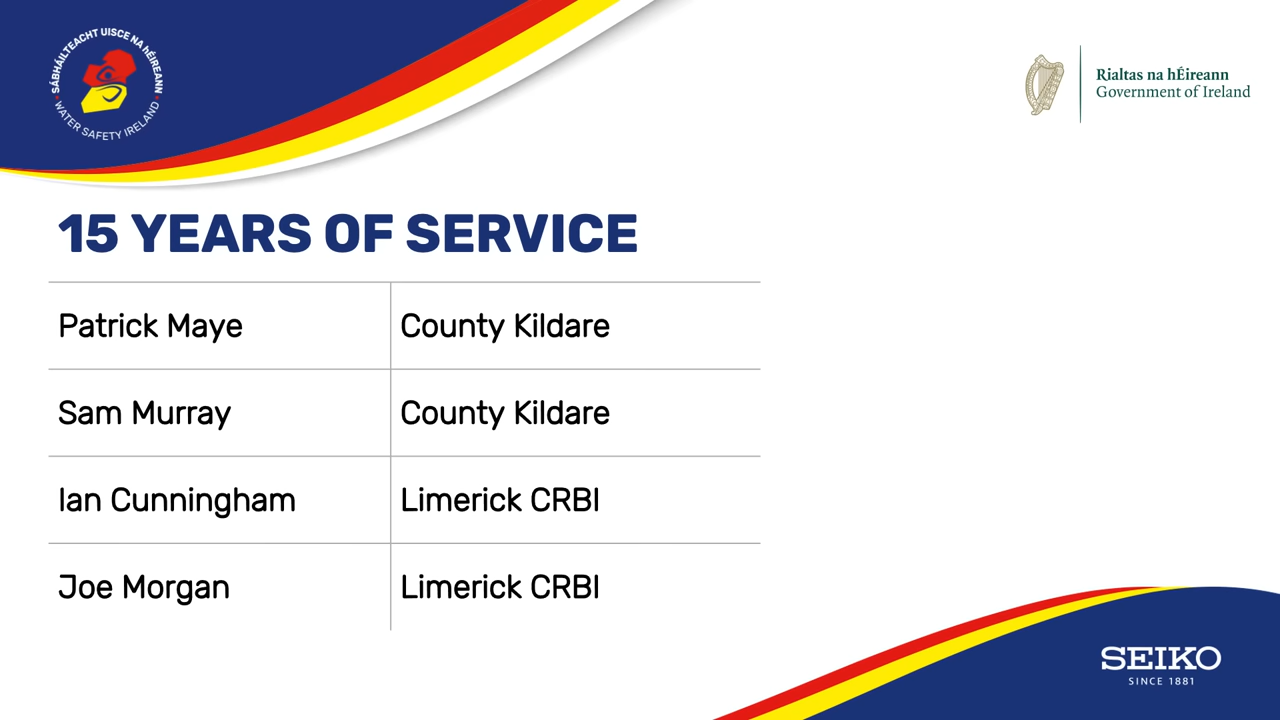 SÁBHÁILTEACHT UISCE NA hÉIREANN
WATER SAFETY IRELAND
Rialtas na hÉireann
Government of Ireland
15 YEARS OF SERVICE
Patrick Maye County Kildare
Sam Murray County Kildare
Ian Cunningham Limerick CRBI
Joe Morgan Limerick CRBI
SEIKO
SINCE 1881